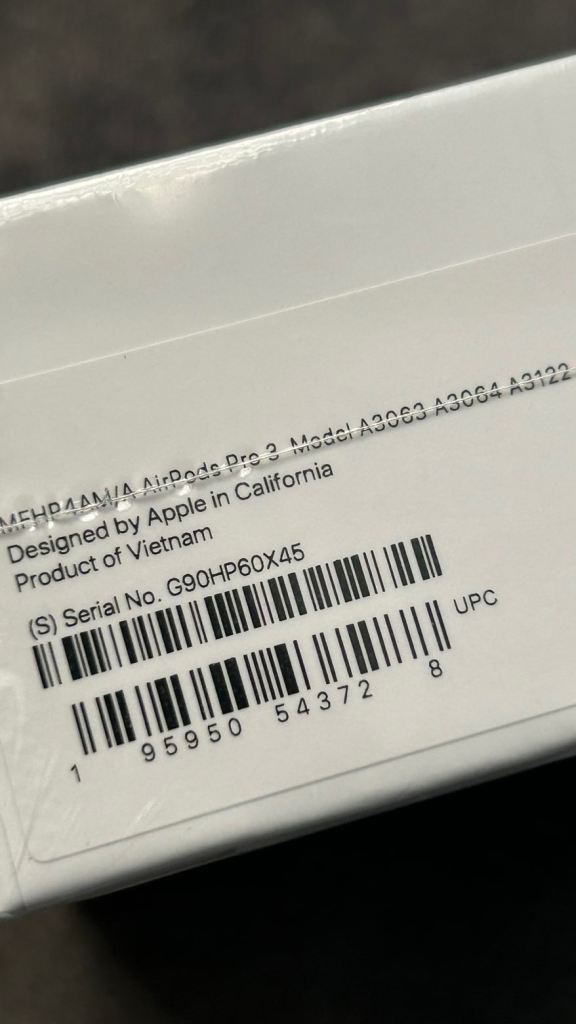 MFHP4AM/A AirPods Pro 3 Model A3063 A3064 A3122
Designed by Apple in California
Product of Vietnam
(S) Serial No. G90HP60X45
UPC
1 95950 54372 8